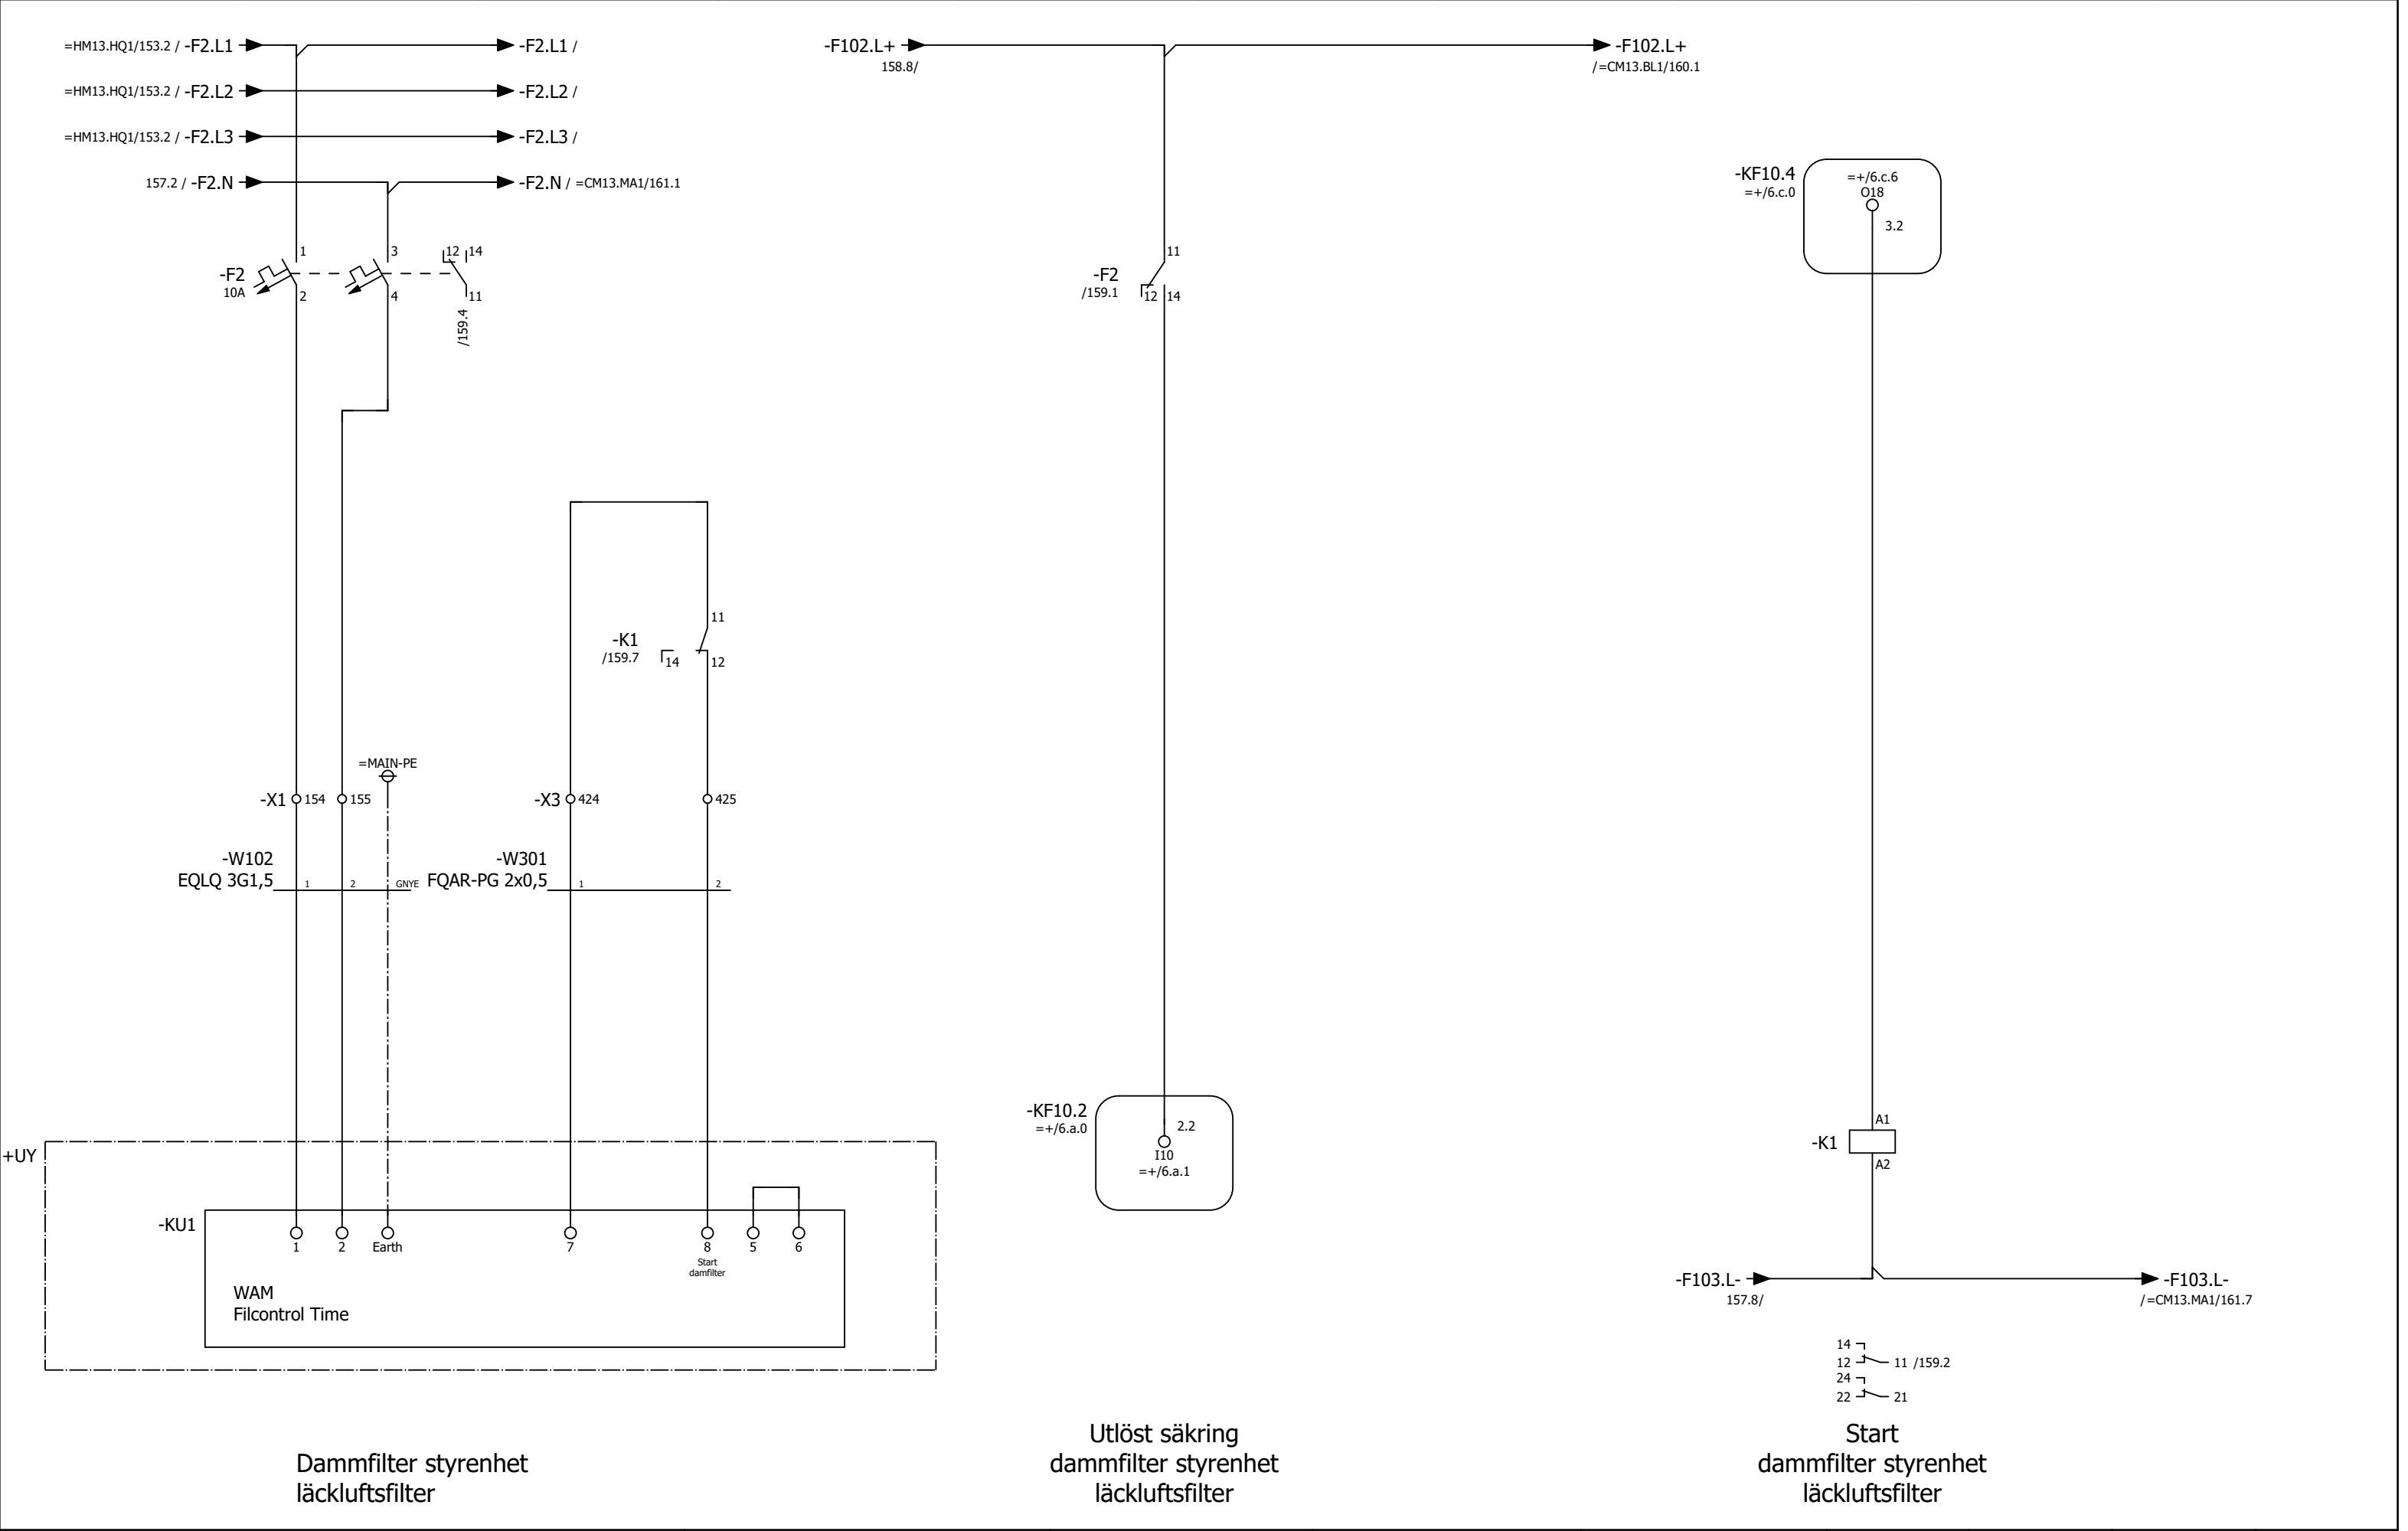 =HM13.HQ1/153.2 / -F2.L1
-F2.L1 /
=HM13.HQ1/153.2 / -F2.L2
-F2.L2 /
=HM13.HQ1/153.2 / -F2.L3
-F2.L3 /
157.2 / -F2.N
-F2.N / =CM13.MA1/161.1
1
3
12
14
-F2
10A
2
4
11
/159.4
11
-K1
/159.7
14
12
=MAIN-PE
-X1
154
155
-X3
424
425
-W102
EQLQ 3G1,5
1
2
GNYE
-W301
FQAR-PG 2x0,5
1
2
+UY
-KU1
1
2
Earth
7
8
Start
damfilter
5
6
WAM
Filcontrol Time
Dammfilter styrenhet
läckluftsfilter
-F102.L+
158.8/
-F102.L+
/=CM13.BL1/160.1
11
-F2
/159.1
12
14
-KF10.2
=+/6.a.0
2.2
I10
=+/6.a.1
Utlöst säkring
dammfilter styrenhet
läckluftsfilter
-KF10.4
=+/6.c.0
=+/6.c.6
O18
3.2
A1
-K1
A2
-F103.L-
157.8/
-F103.L-
/=CM13.MA1/161.7
14
12
11 /159.2
24
22
21
Start
dammfilter styrenhet
läckluftsfilter